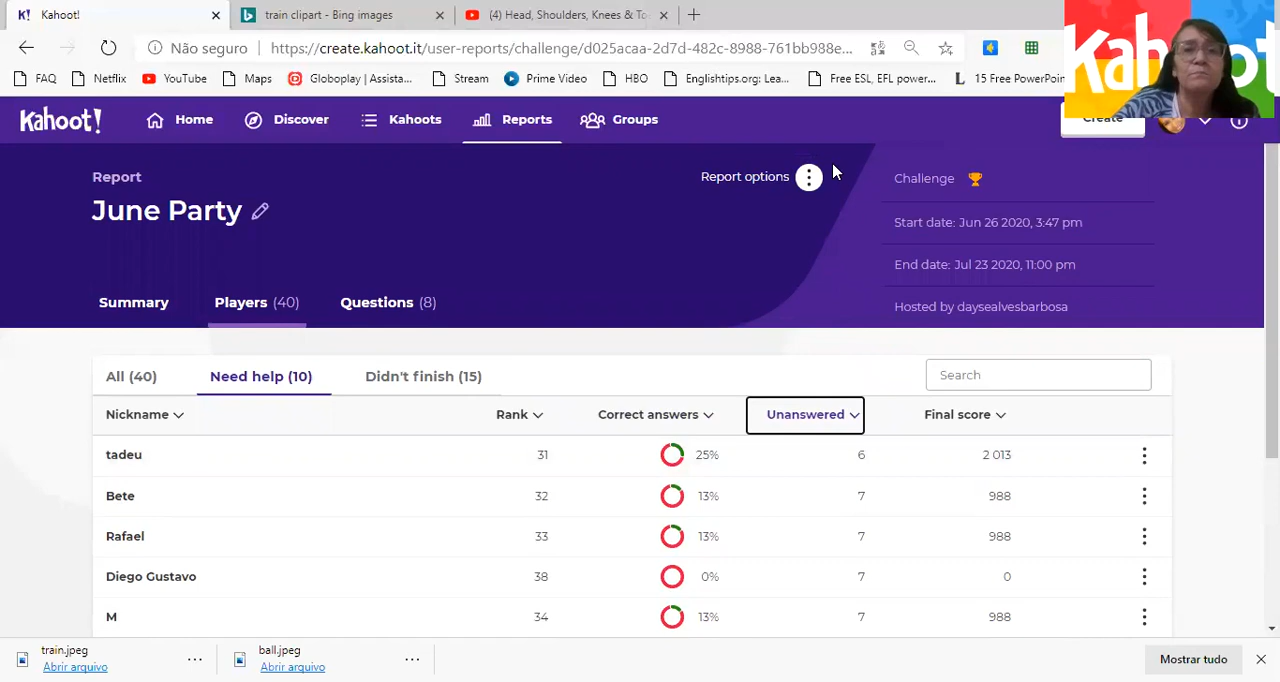 K! Kahoot!
train clipart - Bing images
(4) Head, Shoulders, Knees & To
Não seguro
https://create.kahoot.it/user-reports/challenge/d025acaa-2d7d-482c-8988-761bb988e...
FAQ
Netflix
YouTube
Maps
Globoplay | Assista...
Stream
Prime Video
HBO
Englishtips.org: Lea...
Free ESL, EFL power...
15 Free PowerPoin
Kahoot
Kahoot!
Home
Discover
Kahoots
Reports
Groups
Create
Report
June Party
Report options
Challenge
Start date: Jun 26 2020, 3:47 pm
End date: Jul 23 2020, 11:00 pm
Hosted by daysealvesbarbosa
Summary
Players (40)
Questions (8)
All (40)
Need help (10)
Didn't finish (15)
Search
Nickname Rank Correct answers Unanswered Final score
tadeu 31 25% 6 2 013
Bete 32 13% 7 988
Rafael 33 13% 7 988
Diego Gustavo 38 0% 7 0
M 34 13% 7 988
train.jpeg
Abrir arquivo
ball.jpeg
Abrir arquivo
Mostrar tudo